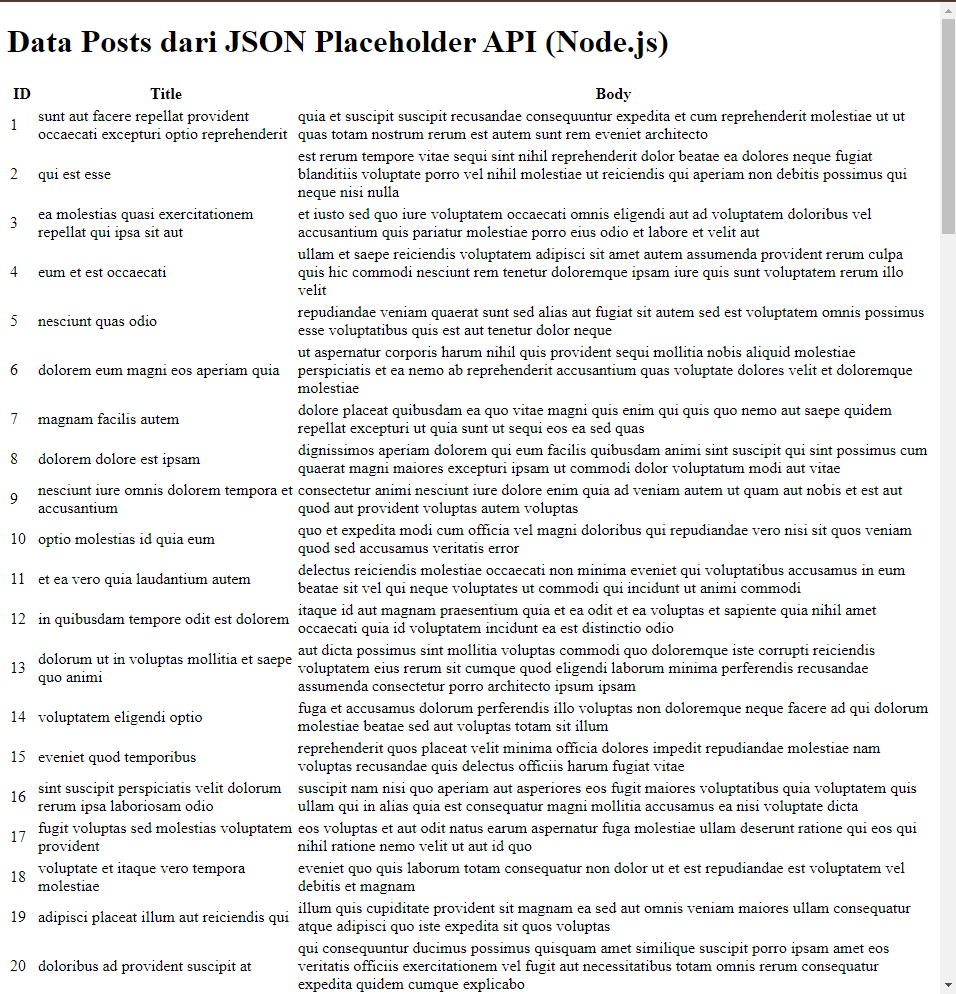 Data Posts dari JSON Placeholder API (Node.js)
ID Title Body
1 sunt aut facere repellat provident occaecati excepturi optio reprehenderit quia et suscipit suscipit recusandae consequuntur expedita et cum reprehenderit molestiae ut ut
quas totam nostrum rerum est autem sunt rem eveniet architecto
2 qui est esse est rerum tempore vitae sequi sint nihil reprehenderit dolor beatae ea dolores neque fugiat
blanditiis voluptate porro vel nihil molestiae ut reiciendis qui aperiam non debitis possimus qui
neque nisi nulla
3 ea molestias quasi exercitationem repellat qui ipsa sit aut et iusto sed quo iure voluptatem occaecati omnis eligendi aut ad voluptatem doloribus vel
accusantium quis pariatur molestiae porro eius odio et labore et velit aut
4 eum et est occaecati ullam et saepe reiciendis voluptatem adipisci sit amet autem assumenda provident rerum culpa
quis hic commodi nesciunt rem tenetur doloremque ipsam iure quis sunt voluptatem rerum illo
velit
5 nesciunt quas odio repudiandae veniam quaerat sunt sed alias aut fugiat sit autem sed est voluptatem omnis possimus
esse voluptatibus quis est aut tenetur dolor neque
6 dolorem eum magni eos aperiam quia ut aspernatur corporis harum nihil quis provident sequi mollitia nobis aliquid molestiae
perspiciatis et ea nemo ab reprehenderit accusantium quas voluptate dolores velit et doloremque
molestiae
7 magnam facilis autem dolore placeat quibusdam ea quo vitae magni quis enim qui quis quo nemo aut saepe quidem
repellat excepturi ut quia sunt ut sequi eos ea sed quas
8 dolorem dolore est ipsam dignissimos aperiam dolorem qui eum facilis quibusdam animi sint suscipit qui sint possimus cum
quaerat magni maiores excepturi ipsam ut commodi dolor voluptatum modi aut vitae
9 nesciunt iure omnis dolorem tempora et accusantium consectetur animi nesciunt iure dolore enim quia ad veniam autem ut quam aut nobis et est aut
quod aut provident voluptas autem voluptas
10 optio molestias id quia eum quo et expedita modi cum officia vel magni doloribus qui repudiandae vero nisi sit quos veniam
quod sed accusamus veritatis error
11 et ea vero quia laudantium autem delectus reiciendis molestiae occaecati non minima eveniet qui voluptatibus accusamus in eum
beatae sit vel qui neque voluptates ut commodi qui incidunt ut animi commodi
12 in quibusdam tempore odit est dolorem itaque id aut magnam praesentium quia et ea odit et ea voluptas et sapiente quia nihil amet
occaecati quia id voluptatem incidunt ea est distinctio odio
13 dolorum ut in voluptas mollitia et saepe quo animi aut dicta possimus sint mollitia voluptas commodi quo doloremque iste corrupti reiciendis
voluptatem eius rerum sit cumque quod eligendi laborum minima perferendis recusandae
assumenda consectetur porro architecto ipsum ipsam
14 voluptatem eligendi optio fuga et accusamus dolorum perferendis illo voluptas non doloremque neque facere ad qui dolorum
molestiae beatae sed aut voluptas totam sit illum
15 eveniet quod temporibus reprehenderit quos placeat velit minima officia dolores impedit repudiandae molestiae nam
voluptas recusandae quis delectus officiis harum fugiat vitae
16 sint suscipit perspiciatis velit dolorum rerum ipsa laboriosam odio suscipit nam nisi quo aperiam aut asperiores eos fugit maiores voluptatibus quia voluptatem quis
ullam qui in alias quia est consequatur magni mollitia accusamus ea nisi voluptate dicta
17 fugit voluptas sed molestias voluptatem provident eos voluptas et aut odit natus earum aspernatur fuga molestiae ullam deserunt ratione qui eos qui
nihil ratione nemo velit ut aut id quo
18 voluptate et itaque vero tempora molestiae eveniet quo quis laborum totam consequatur non dolor ut et est repudiandae est voluptatem vel
debitis et magnam
19 adipisci placeat illum aut reiciendis qui illum quis cupiditate provident sit magnam ea sed aut omnis veniam maiores ullam consequatur
atque adipisci quo iste expedita sit quos voluptas
20 doloribus ad provident suscipit at qui consequuntur ducimus possimus quisquam amet similique suscipit porro ipsam amet eos
veritatis officiis exercitationem vel fugit aut necessitatibus totam omnis rerum consequatur
expedita quidem cumque explicabo